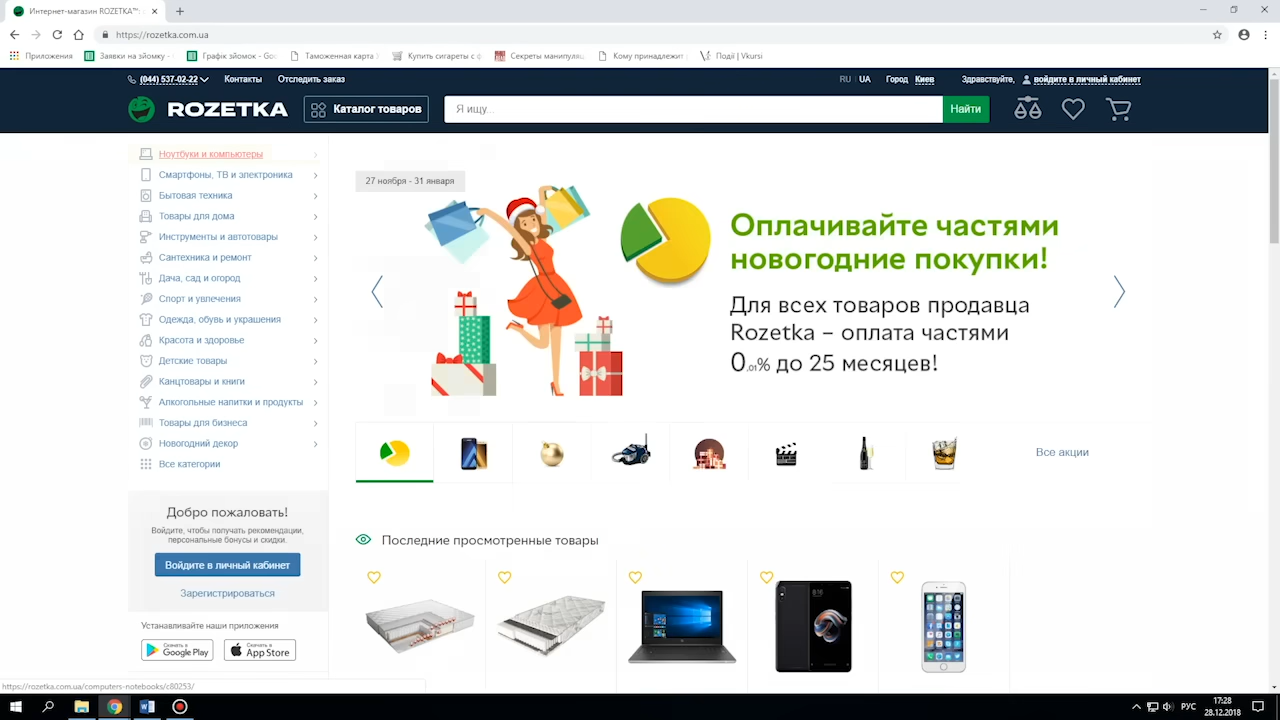 Интернет-магазин ROZETKA™:
https://rozetka.com.ua
Приложения
Заявки на зйомку -
Графік зйомок - Goo
Таможенная карта
Купить сигареты с ф
Секреты манипуля
Кому принадлежит
Події | Vkursi
(044) 537-02-22
Контакты
Отследить заказ
RU | UA
Город Киев
Здравствуйте, войдите в личный кабинет
ROZETKA
Каталог товаров
Я ищу...
Найти
Ноутбуки и компьютеры
Смартфоны, ТВ и электроника
Бытовая техника
Товары для дома
Инструменты и автотовары
Сантехника и ремонт
Дача, сад и огород
Спорт и увлечения
Одежда, обувь и украшения
Красота и здоровье
Детские товары
Канцтовары и книги
Алкогольные напитки и продукты
Товары для бизнеса
Новогодний декор
Все категории
27 ноября - 31 января
Оплачивайте частями
новогодние покупки!
Для всех товаров продавца
Rozetka – оплата частями
0,01% до 25 месяцев!
Все акции
Добро пожаловать!
Войдите, чтобы получать рекомендации,
персональные бонусы и скидки.
Войдите в личный кабинет
Зарегистрироваться
Установливайте наши приложения
Скачать в
Google Play
Скачать в
App Store
Последние просмотренные товары
https://rozetka.com.ua/computers-notebooks/c80253/
РУС
17:28
28.12.2018